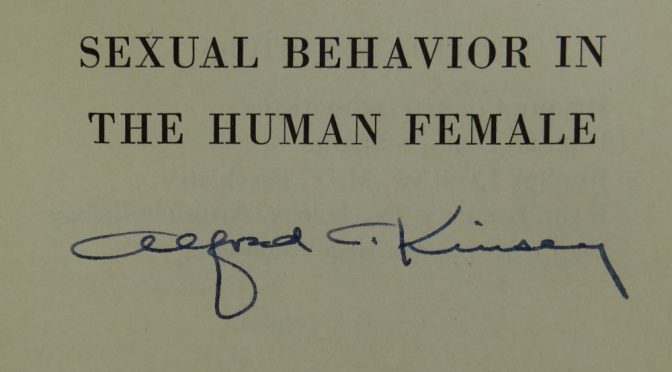 SEXUAL BEHAVIOR IN
THE HUMAN FEMALE
Alfred C. Kinsey